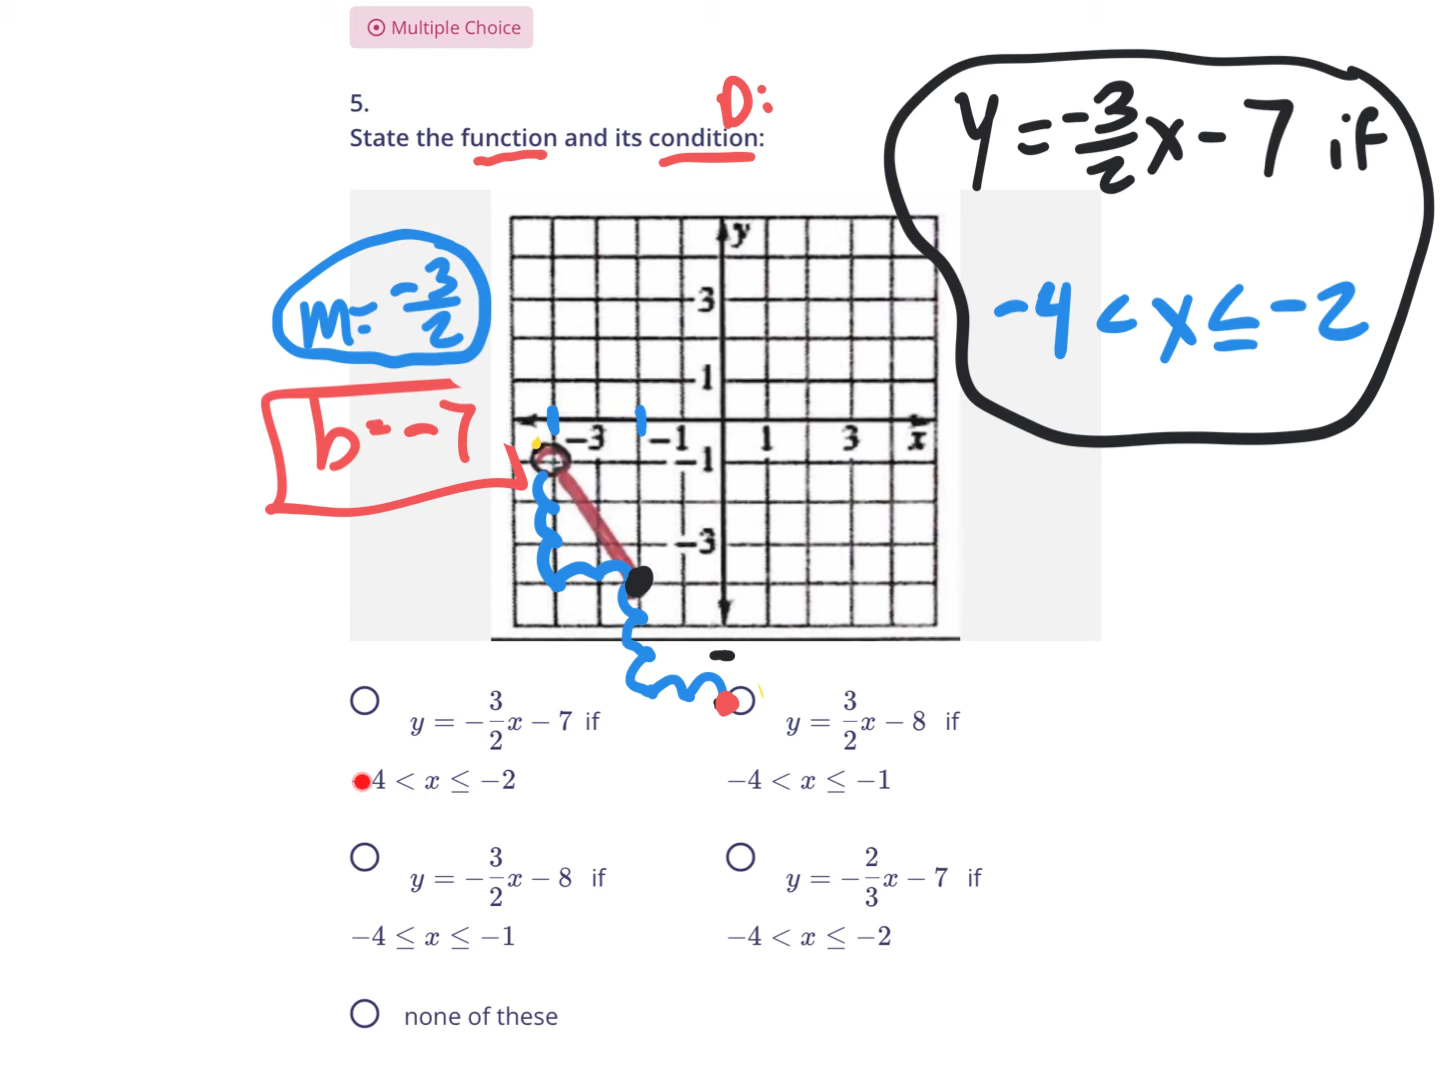 Multiple Choice
5.
D:
State the function and its condition:
y = -3/2 x - 7 if
-4 < x ≤ -2
m = -3/2
b = -7
y
3
1
-3 -1 1 3 x
-1
-3
-
y = −3/2 x − 7 if
-4 < x ≤ −2
y = 3/2 x − 8 if
−4 < x ≤ −1
y = −3/2 x − 8 if
−4 ≤ x ≤ −1
y = −2/3 x − 7 if
−4 < x ≤ −2
none of these